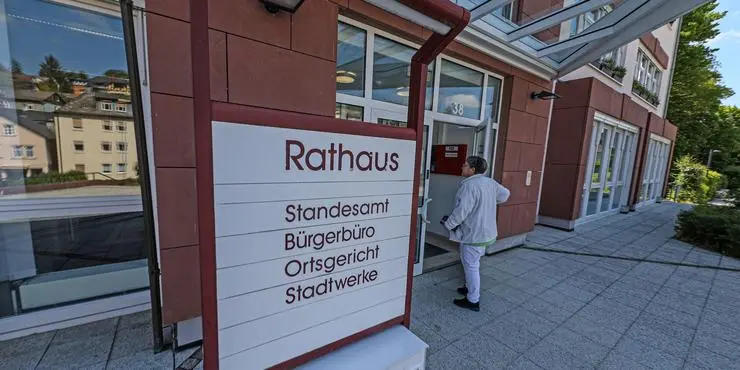 38
Rathaus
Standesamt
Bürgerbüro
Ortsgericht
Stadtwerke